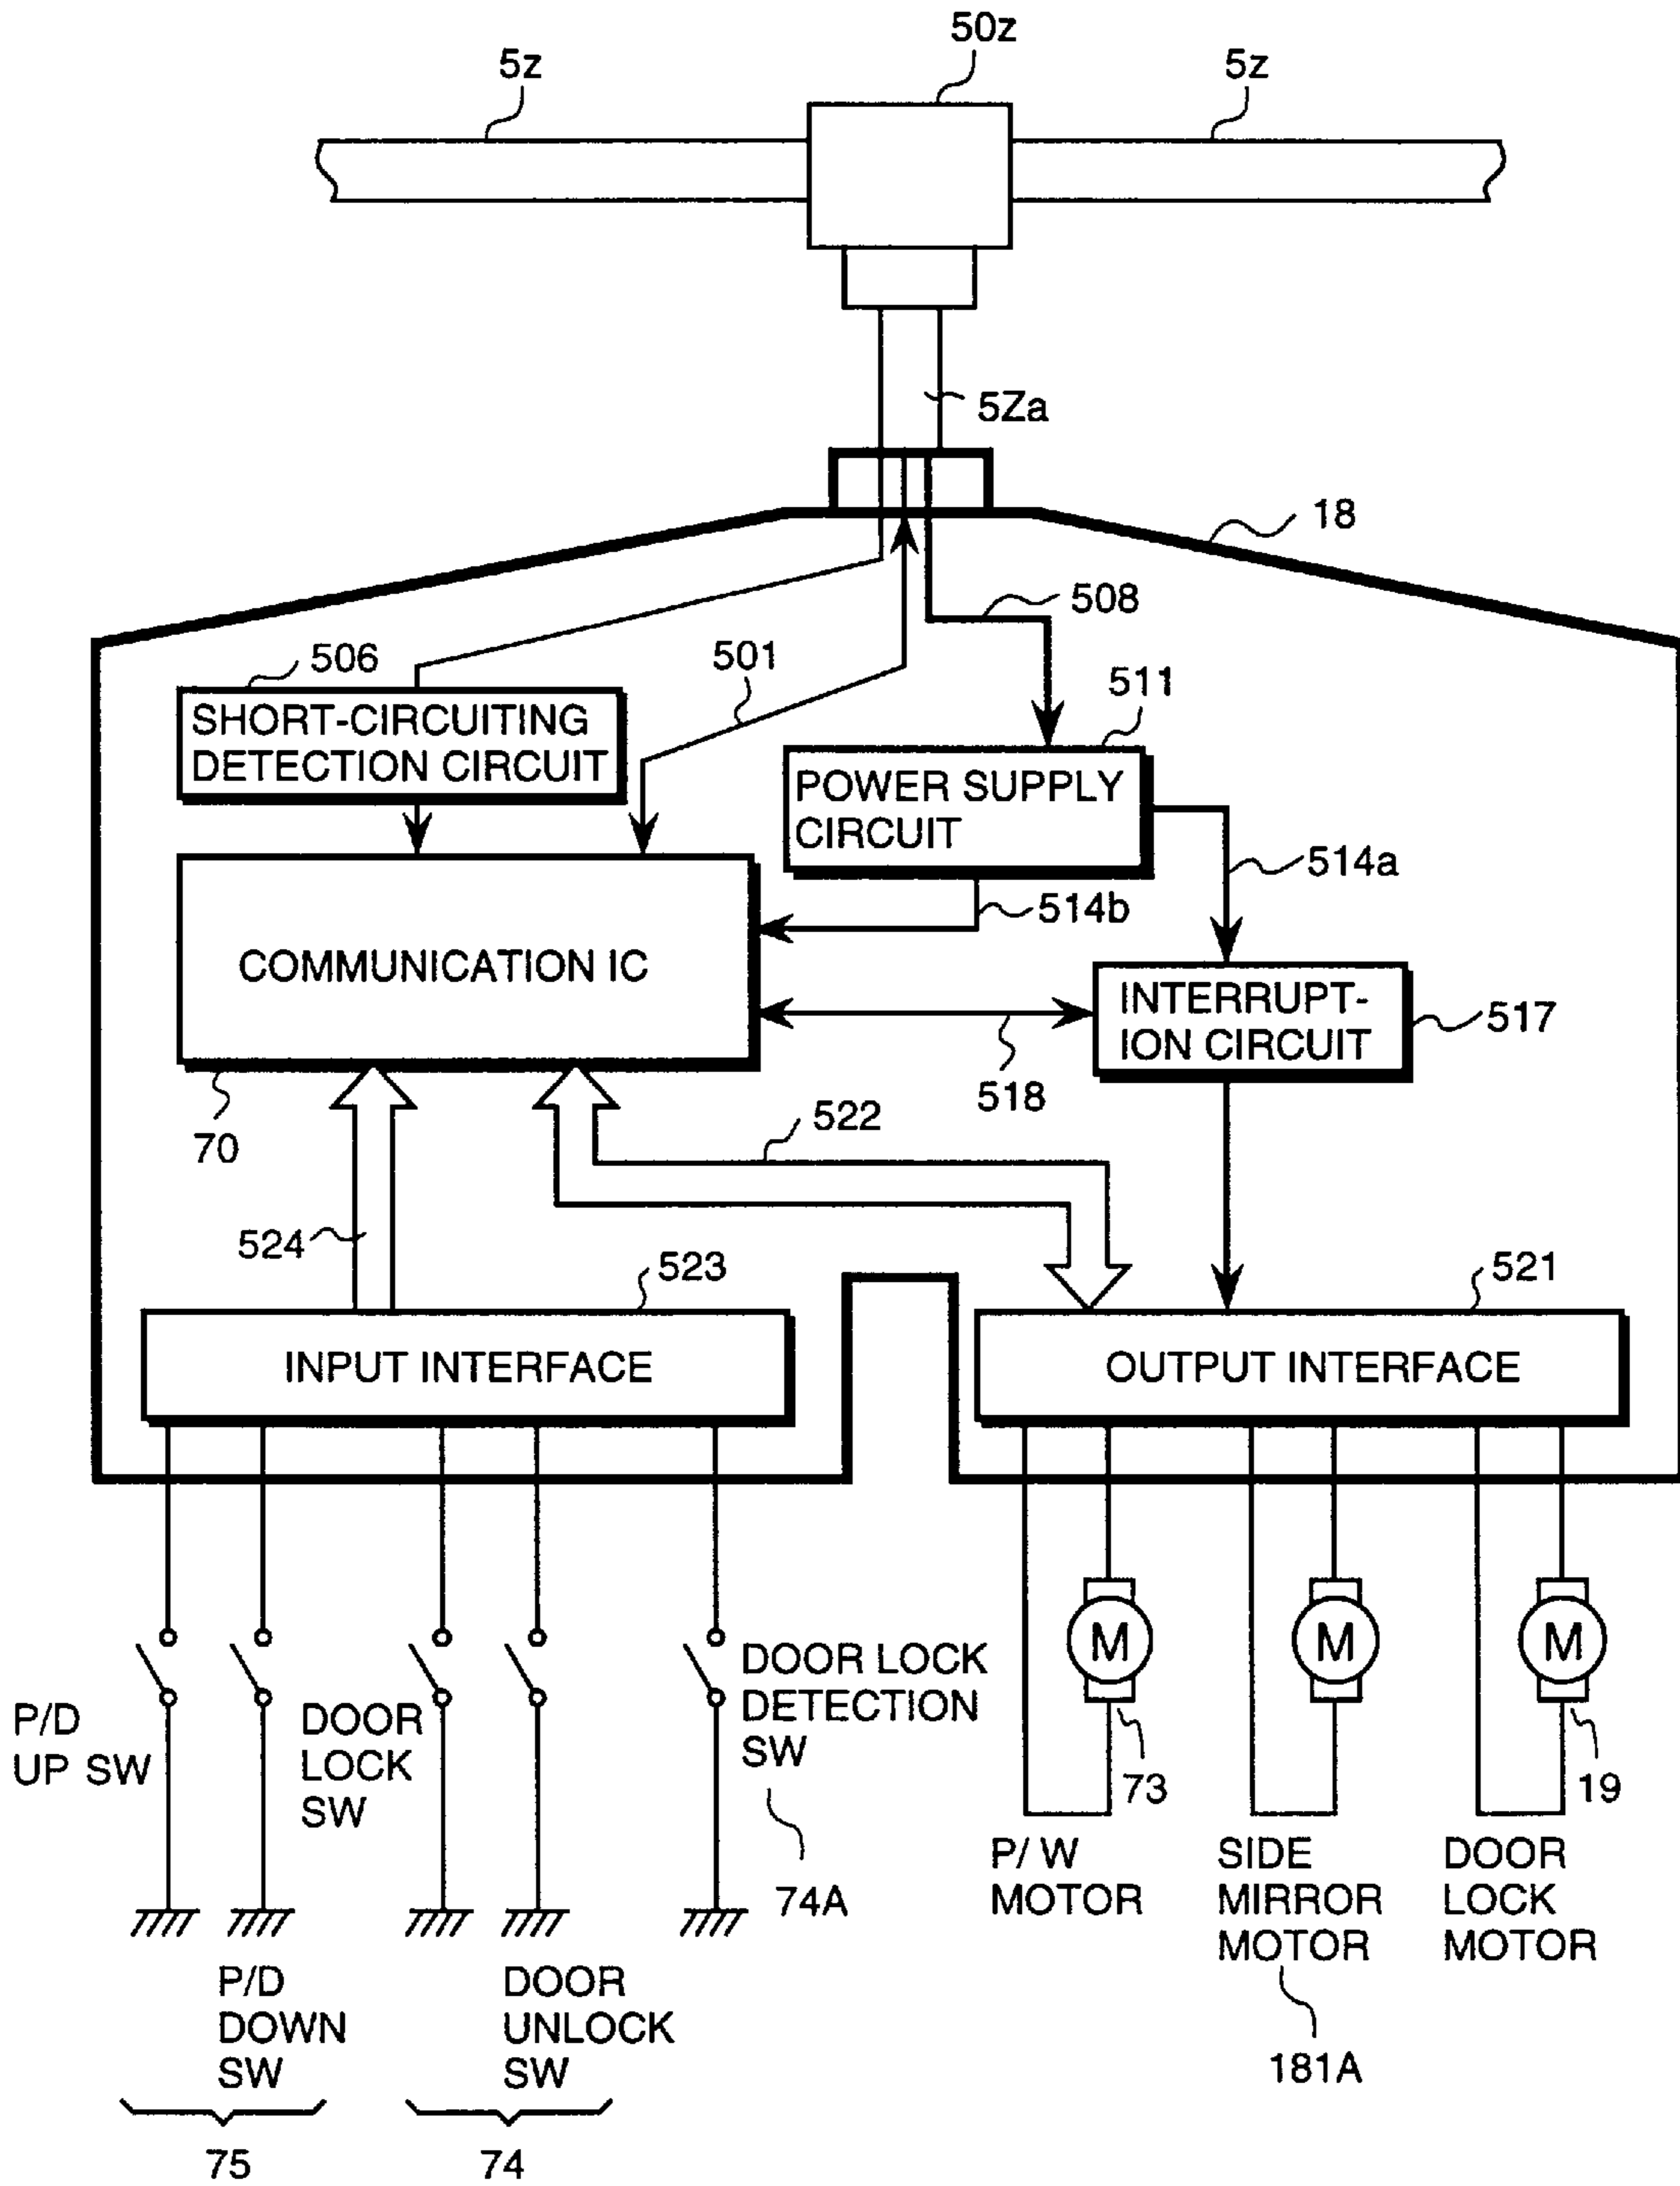 50z
5z
5z
5Za
18
508
506
501
511
SHORT-CIRCUITING
DETECTION CIRCUIT
POWER SUPPLY
CIRCUIT
514a
514b
COMMUNICATION IC
INTERRUPT-
ION CIRCUIT
517
518
70
522
524
523
521
INPUT INTERFACE
OUTPUT INTERFACE
M
M
M
P/D
UP SW
DOOR
LOCK
SW
DOOR LOCK
DETECTION
SW
73
19
74A
P/W
MOTOR
SIDE
MIRROR
MOTOR
DOOR
LOCK
MOTOR
P/D
DOWN
SW
DOOR
UNLOCK
SW
181A
75
74